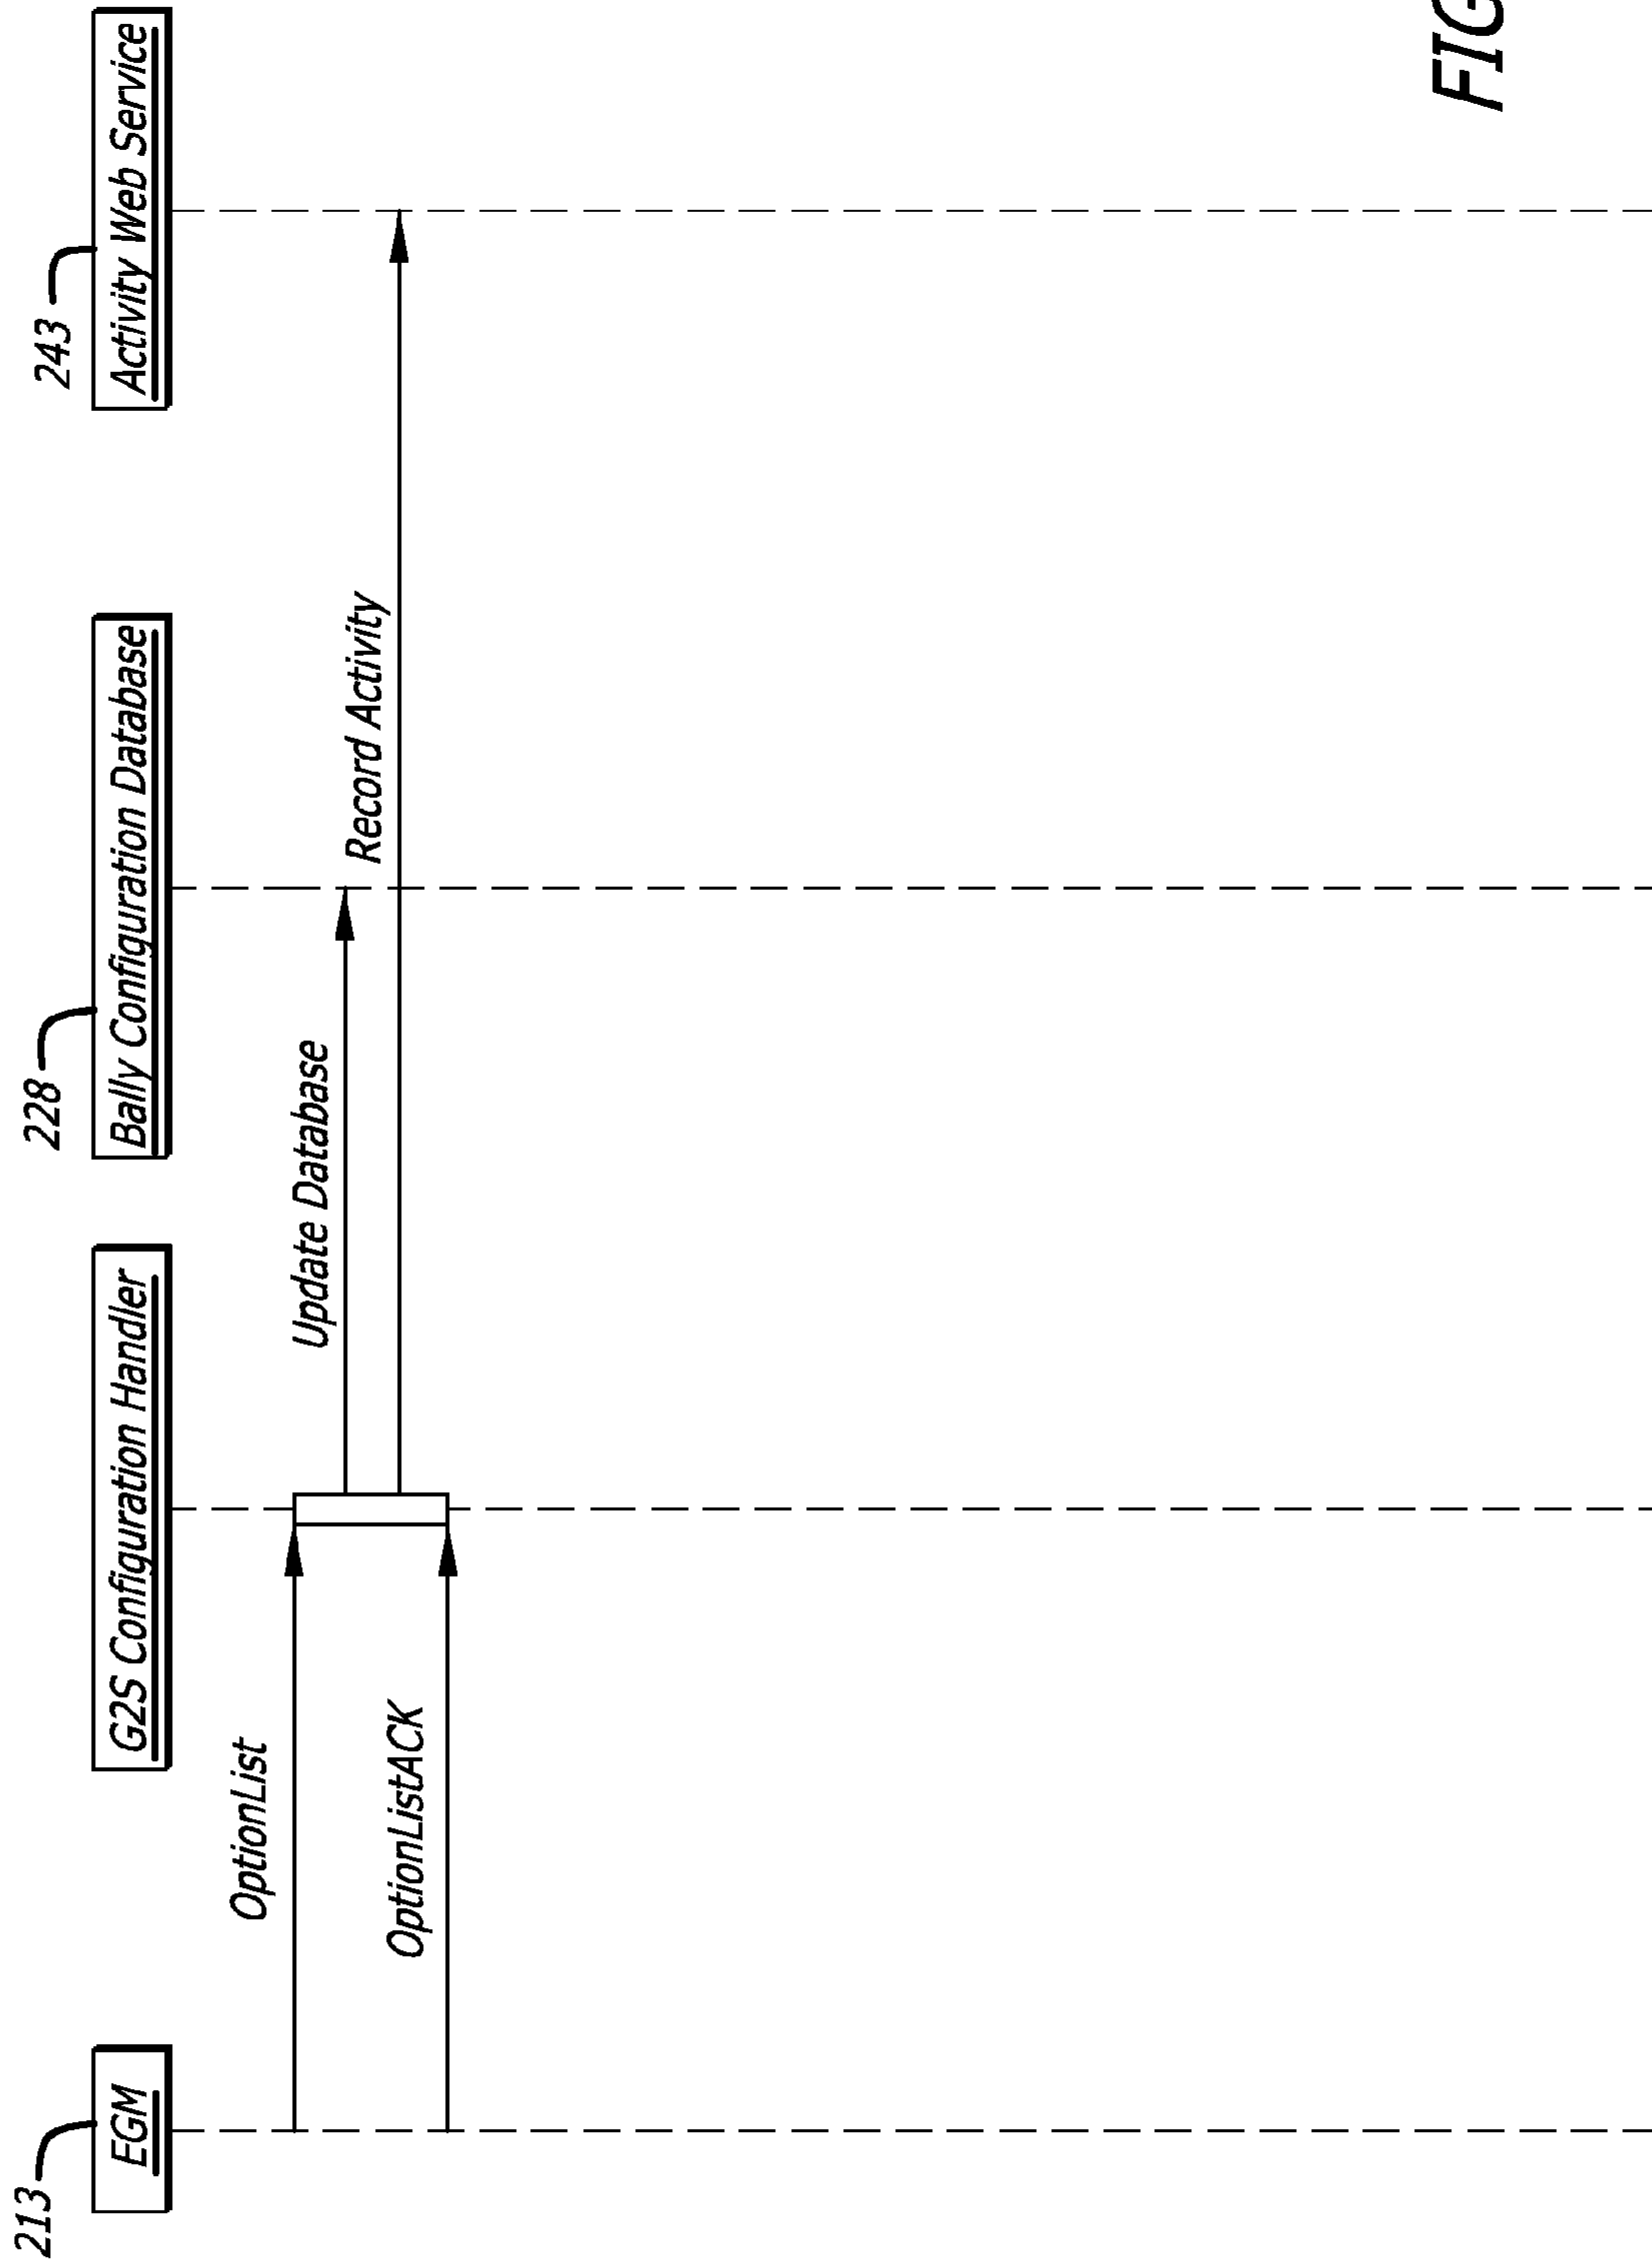 213
EGM
G2S Configuration Handler
228
Bally Configuration Database
243
Activity Web Service
OptionList
Update Database
Record Activity
OptionListACK
FIG